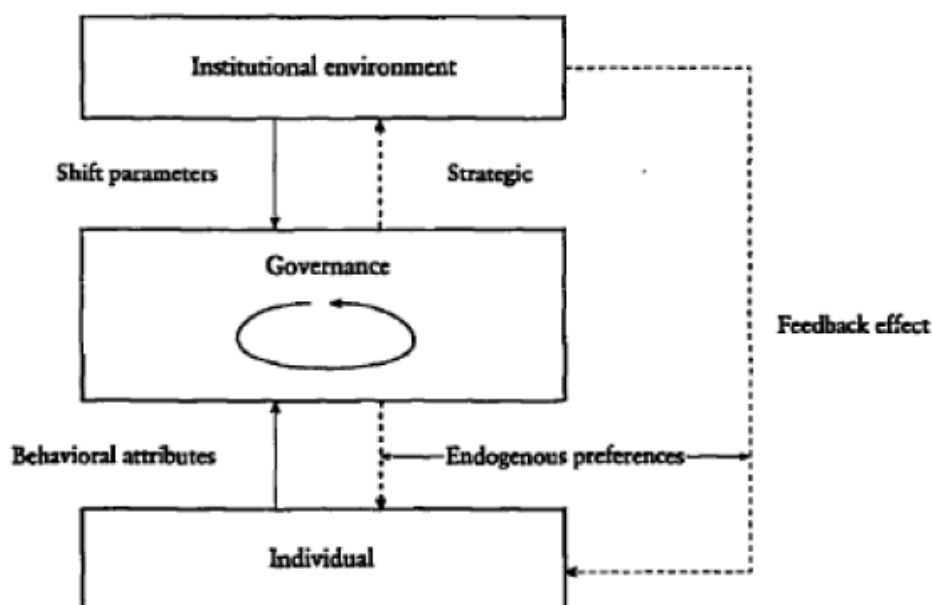 Institutional environment
Shift parameters
Strategic
Governance
Feedback effect
Behavioral attributes
Endogenous preferences
Individual